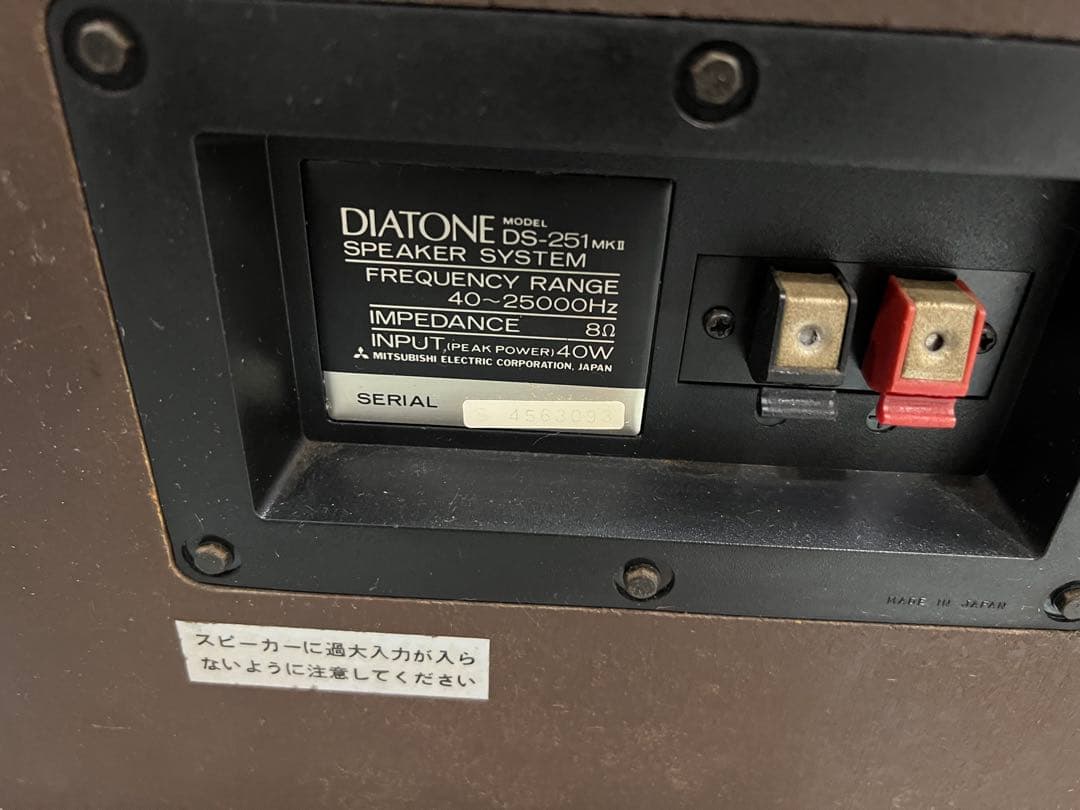 DIATONE MODEL DS-251 MKII
SPEAKER SYSTEM
FREQUENCY RANGE
40~25000Hz
IMPEDANCE 8Ω
INPUT (PEAK POWER) 40W
MITSUBISHI ELECTRIC CORPORATION, JAPAN
SERIAL S 4563093
MADE IN JAPAN
スピーカーに過大入力が入ら
ないように注意してください